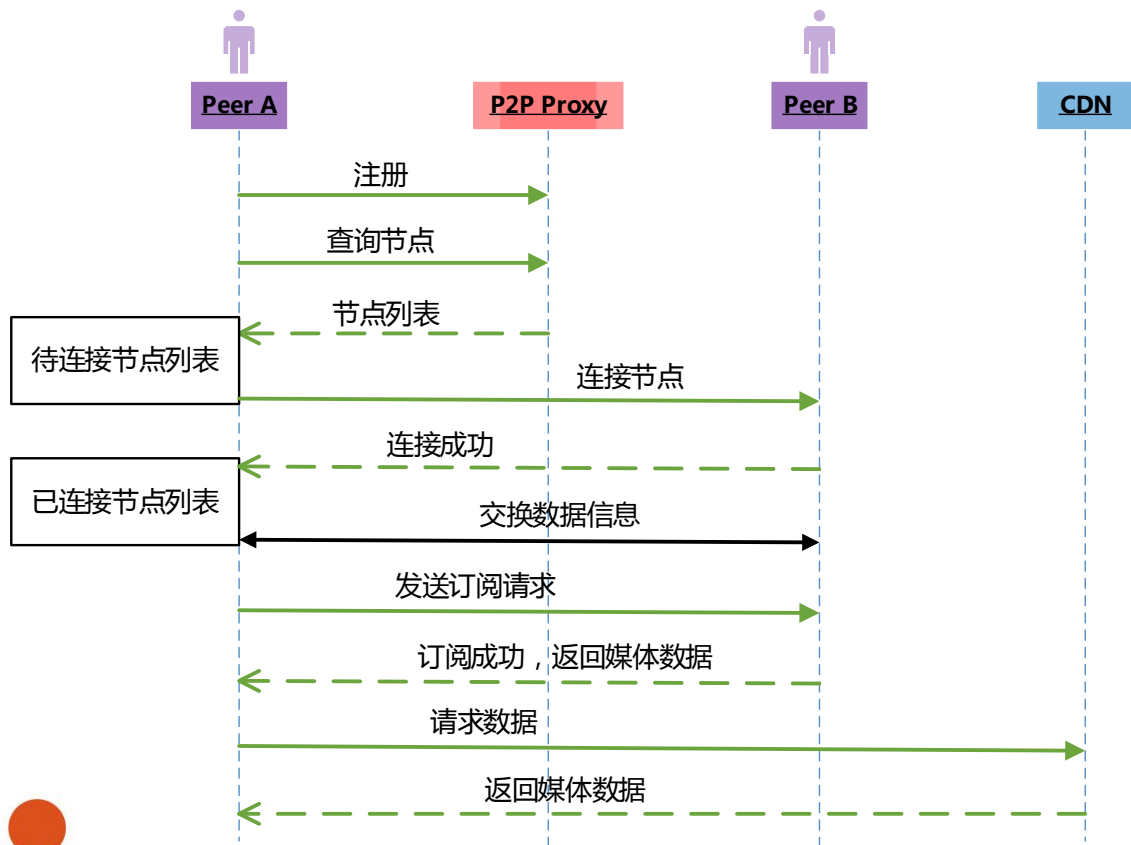 Peer A
P2P Proxy
Peer B
CDN
注册
查询节点
节点列表
待连接节点列表
连接节点
连接成功
已连接节点列表
交换数据信息
发送订阅请求
订阅成功，返回媒体数据
请求数据
返回媒体数据